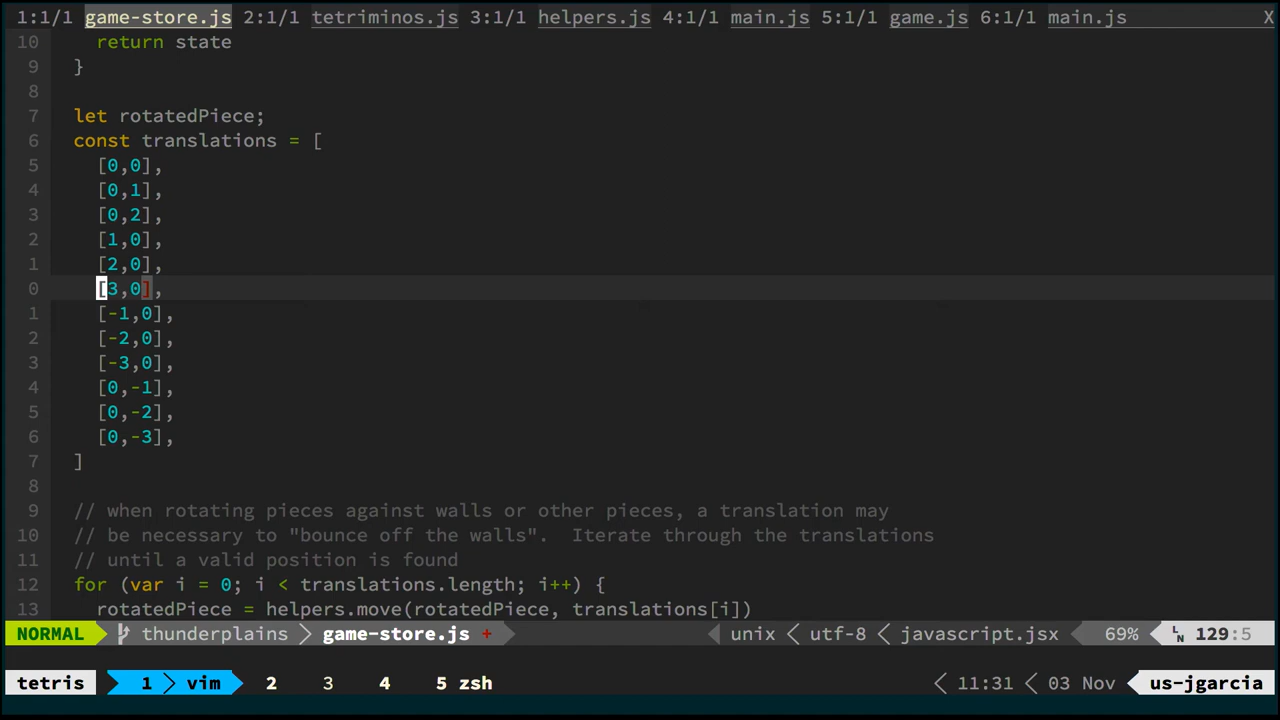 1:1/1 game-store.js 2:1/1 tetriminos.js 3:1/1 helpers.js 4:1/1 main.js 5:1/1 game.js 6:1/1 main.js X
10 return state
9 }
8
7 let rotatedPiece;
6 const translations = [
5 [0,0],
4 [0,1],
3 [0,2],
2 [1,0],
1 [2,0],
0 [3,0],
1 [-1,0],
2 [-2,0],
3 [-3,0],
4 [0,-1],
5 [0,-2],
6 [0,-3],
7 ]
8
9 // when rotating pieces against walls or other pieces, a translation may
10 // be necessary to "bounce off the walls".  Iterate through the translations
11 // until a valid position is found
12 for (var i = 0; i < translations.length; i++) {
13 rotatedPiece = helpers.move(rotatedPiece, translations[i])
NORMAL thunderplains game-store.js + unix utf-8 javascript.jsx 69% LN 129:5
tetris 1 vim 2 3 4 5 zsh 11:31 03 Nov us-jgarcia